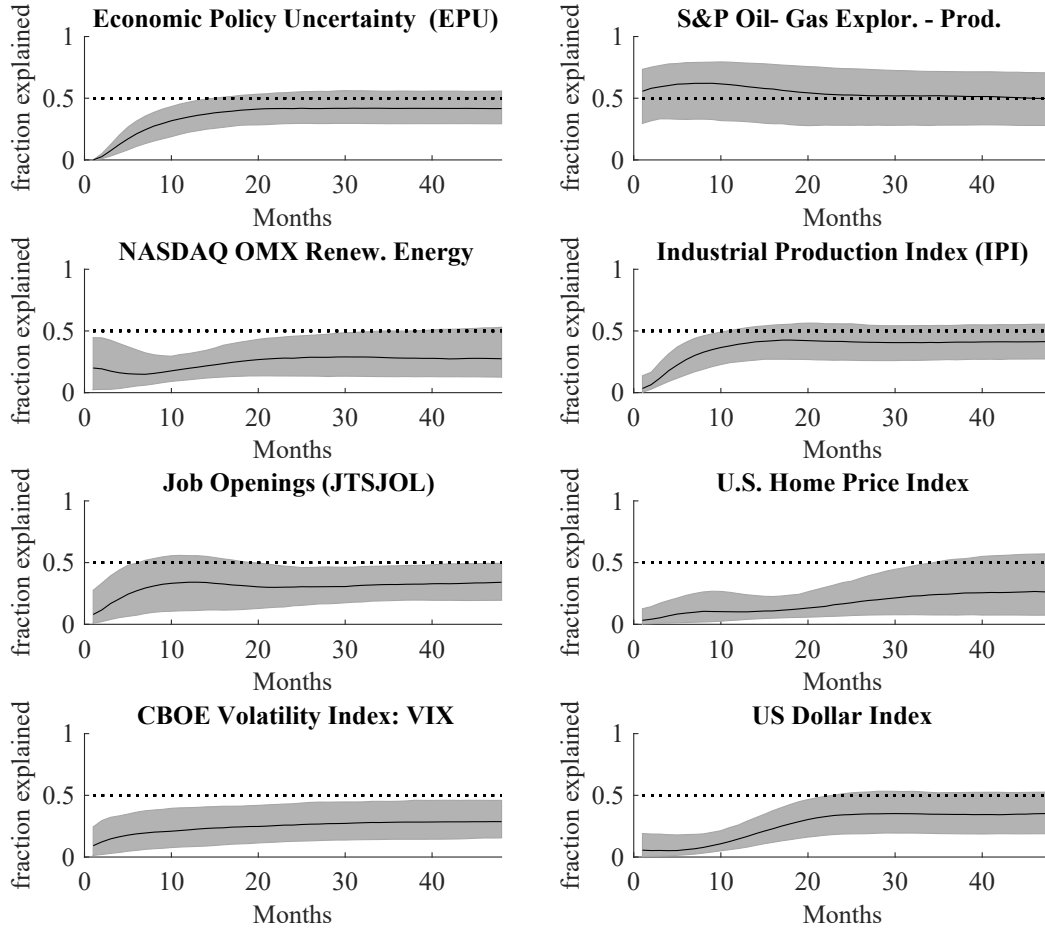 Economic Policy Uncertainty (EPU)
fraction explained
1
0.5
0
0 10 20 30 40
Months
S&P Oil- Gas Explor. - Prod.
fraction explained
1
0.5
0
0 10 20 30 40
Months
NASDAQ OMX Renew. Energy
fraction explained
1
0.5
0
0 10 20 30 40
Months
Industrial Production Index (IPI)
fraction explained
1
0.5
0
0 10 20 30 40
Months
Job Openings (JTSJOL)
fraction explained
1
0.5
0
0 10 20 30 40
Months
U.S. Home Price Index
fraction explained
1
0.5
0
0 10 20 30 40
Months
CBOE Volatility Index: VIX
fraction explained
1
0.5
0
0 10 20 30 40
Months
US Dollar Index
fraction explained
1
0.5
0
0 10 20 30 40
Months